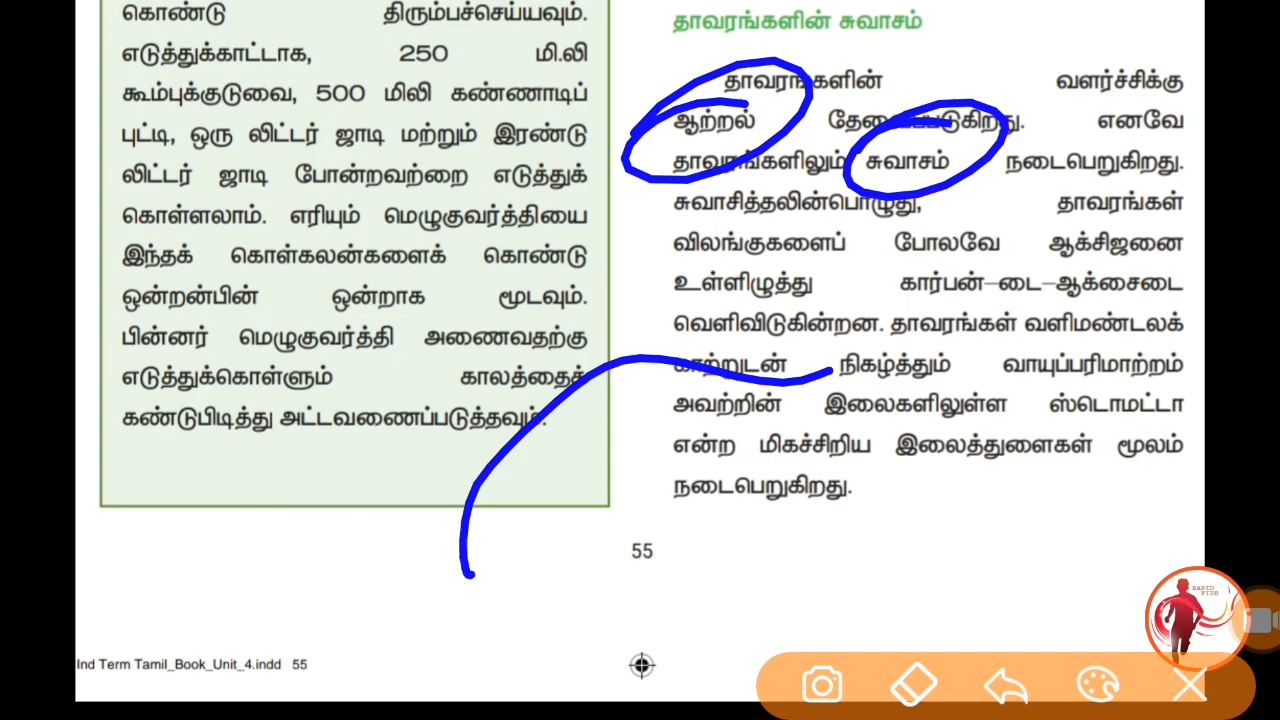 கொண்டு திரும்பச்செய்யவும்.
எடுத்துக்காட்டாக, 250 மி.லி
கூம்புக்குடுவை, 500 மிலி கண்ணாடிப்
புட்டி, ஒரு லிட்டர் ஜாடி மற்றும் இரண்டு
லிட்டர் ஜாடி போன்றவற்றை எடுத்துக்
கொள்ளலாம். எரியும் மெழுகுவர்த்தியை
இந்தக் கொள்கலன்களைக் கொண்டு
ஒன்றன்பின் ஒன்றாக மூடவும்.
பின்னர் மெழுகுவர்த்தி அணைவதற்கு
எடுத்துக்கொள்ளும் காலத்தைக்
கண்டுபிடித்து அட்டவணைப்படுத்தவும்.
தாவரங்களின் சுவாசம்
தாவரங்களின் வளர்ச்சிக்கு
ஆற்றல் தேவைப்படுகிறது. எனவே
தாவரங்களிலும் சுவாசம் நடைபெறுகிறது.
சுவாசித்தலின்பொழுது, தாவரங்கள்
விலங்குகளைப் போலவே ஆக்சிஜனை
உள்ளிழுத்து கார்பன்–டை–ஆக்சைடை
வெளிவிடுகின்றன. தாவரங்கள் வளிமண்டலக்
காற்றுடன் நிகழ்த்தும் வாயுப்பரிமாற்றம்
அவற்றின் இலைகளிலுள்ள ஸ்டொமட்டா
என்ற மிகச்சிறிய இலைத்துளைகள் மூலம்
நடைபெறுகிறது.
55
Ind Term Tamil_Book_Unit_4.indd 55
RAPID
FIRE